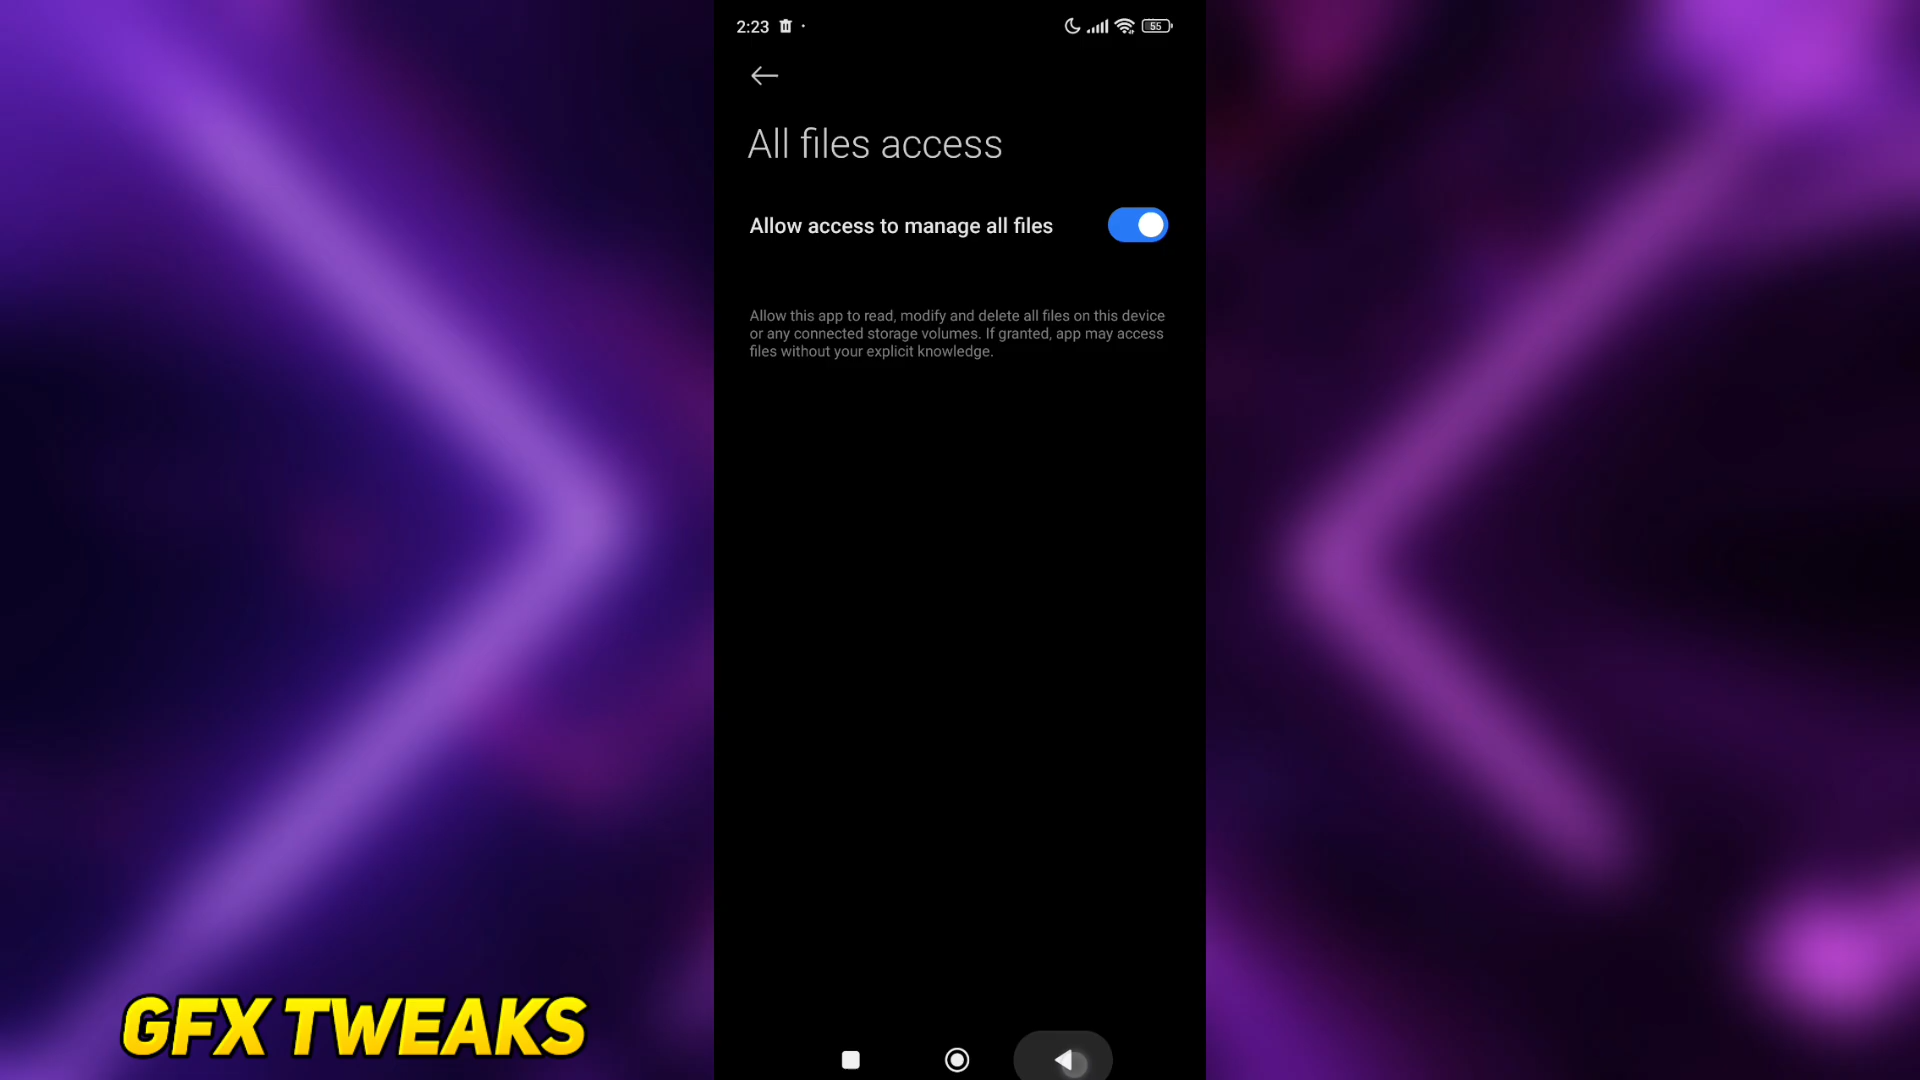 2:23
55
All files access
Allow access to manage all files
Allow this app to read, modify and delete all files on this device
or any connected storage volumes. If granted, app may access
files without your explicit knowledge.
GFX TWEAKS